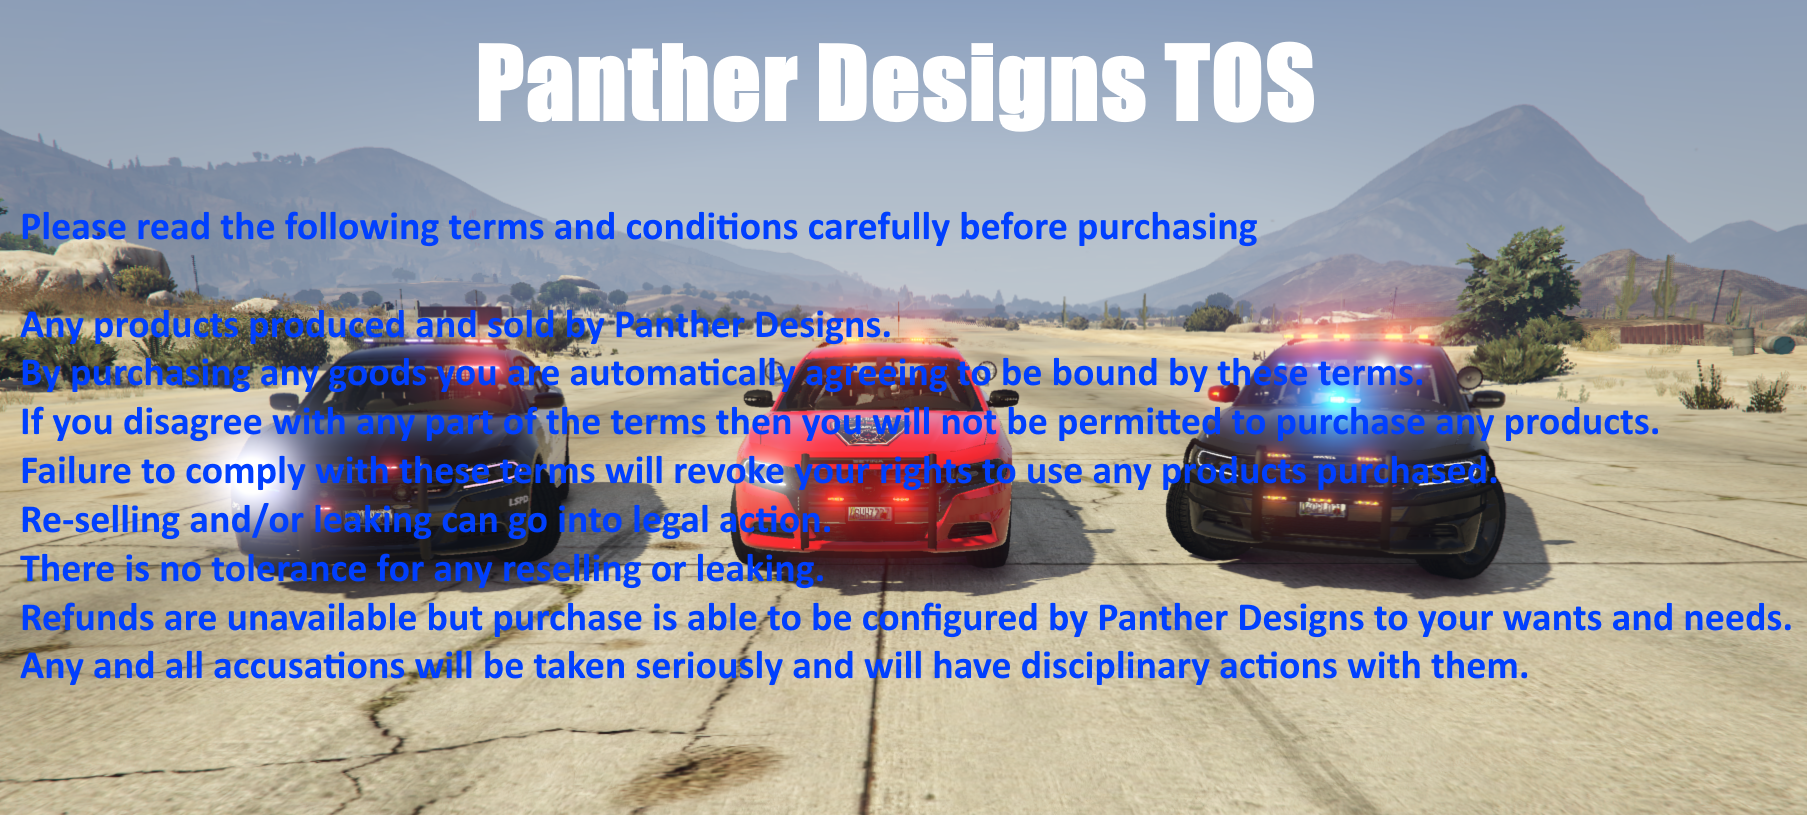 Panther Designs TOS
Please read the following terms and conditions carefully before purchasing
Any products produced and sold by Panther Designs.
By purchasing any goods you are automatically agreeing to be bound by these terms.
If you disagree with any part of the terms then you will not be permitted to purchase any products.
Failure to comply with these terms will revoke your rights to use any products purchased.
Re-selling and/or leaking can go into legal action.
There is no tolerance for any reselling or leaking.
Refunds are unavailable but purchase is able to be configured by Panther Designs to your wants and needs.
Any and all accusations will be taken seriously and will have disciplinary actions with them.
LSPD